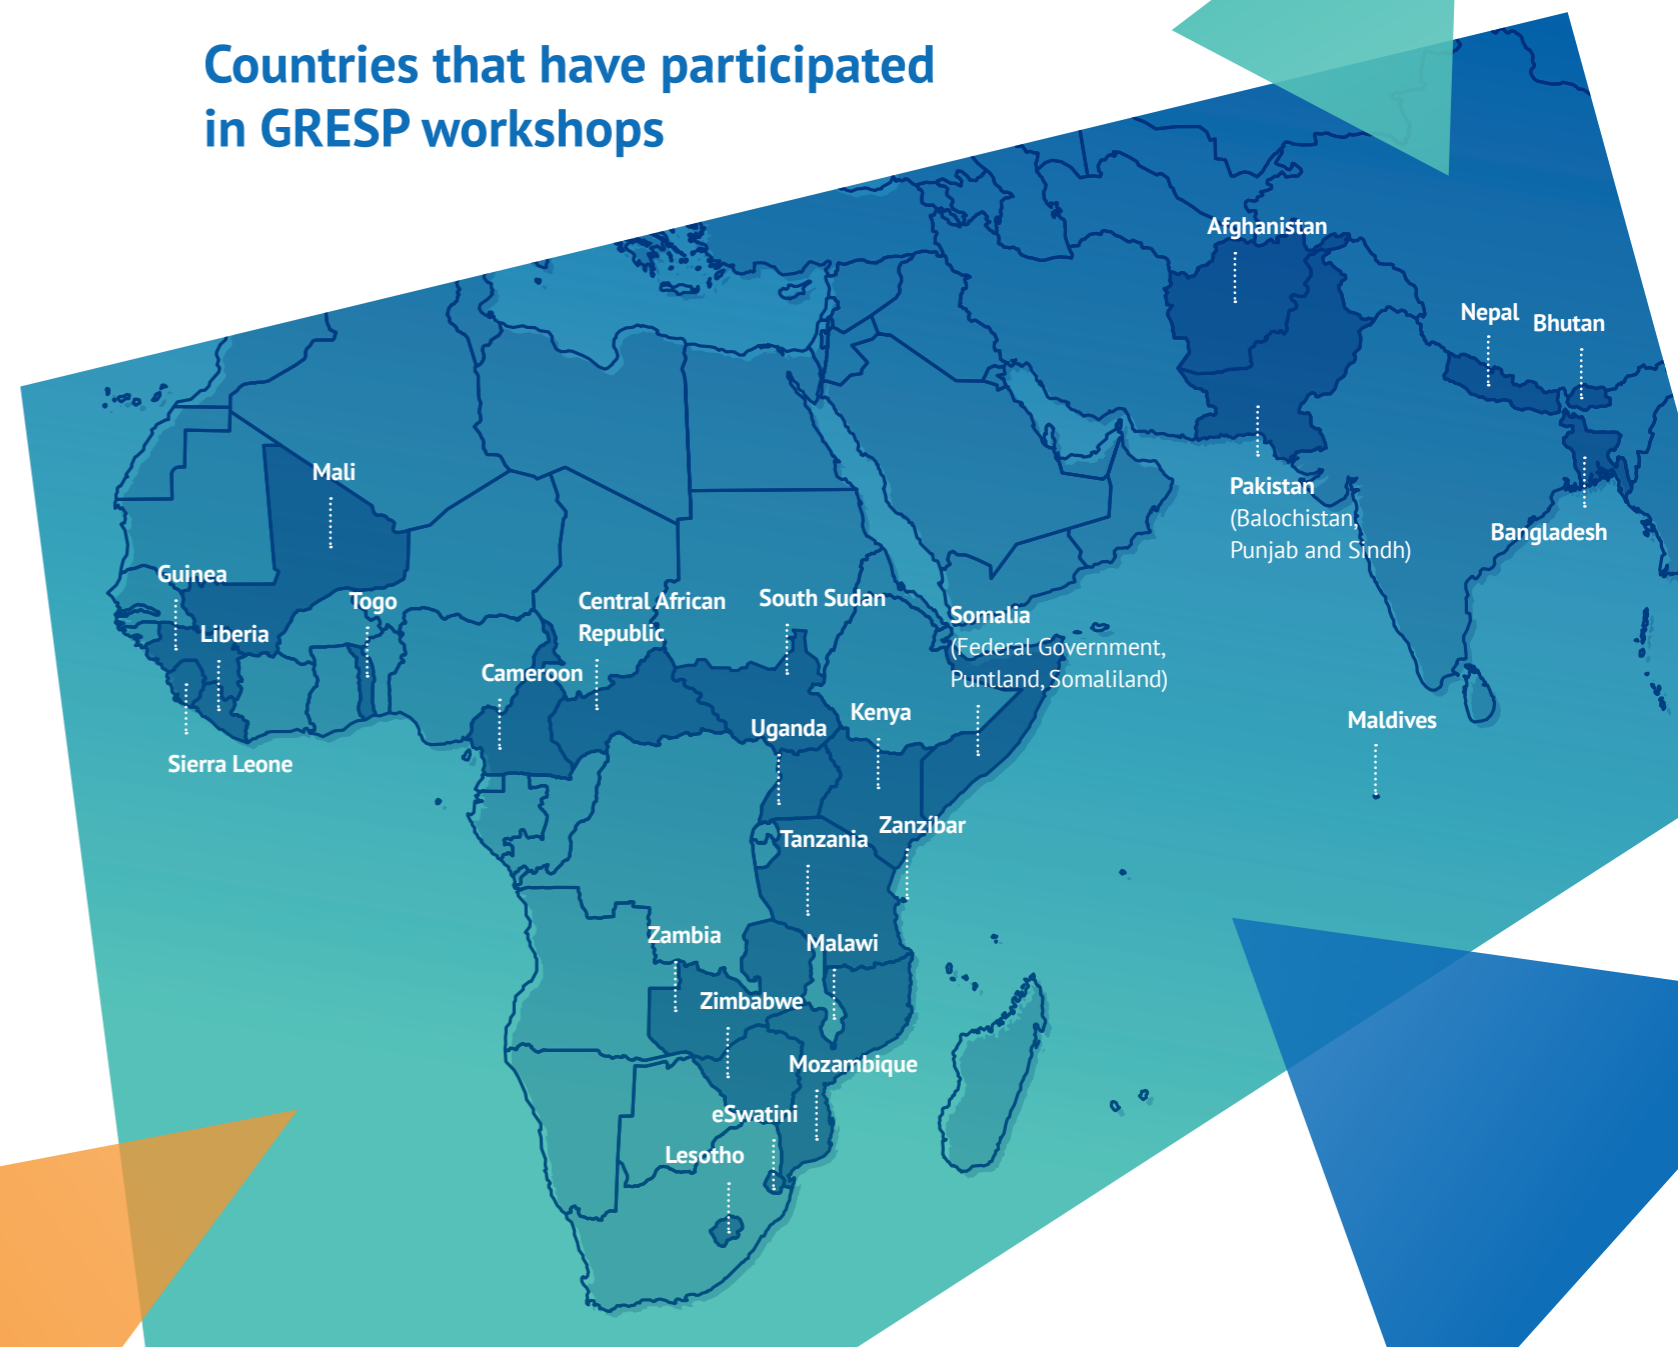 Countries that have participated
in GRESP workshops
Afghanistan
Nepal
Bhutan
Mali
Pakistan
(Balochistan,
Punjab and Sindh)
Bangladesh
Guinea
Togo
Central African
Republic
South Sudan
Somalia
(Federal Government,
Puntland, Somaliland)
Liberia
Cameroon
Kenya
Uganda
Maldives
Sierra Leone
Tanzania
Zanzíbar
Zambia
Malawi
Zimbabwe
Mozambique
eSwatini
Lesotho